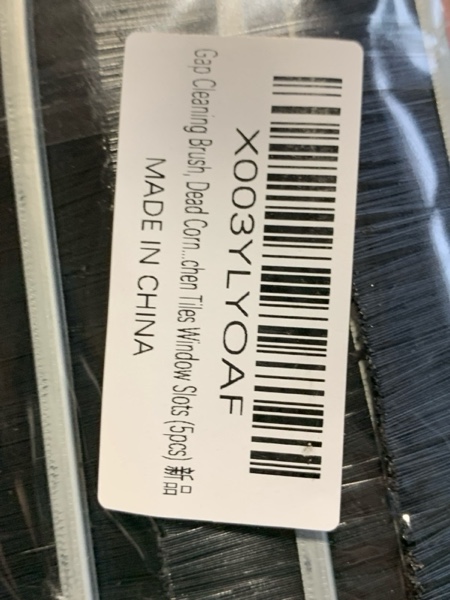 X003YLYOAF
Gap Cleaning Brush, Dead Corn...chen Tiles Window Slots (5pcs) 新品
MADE IN CHINA